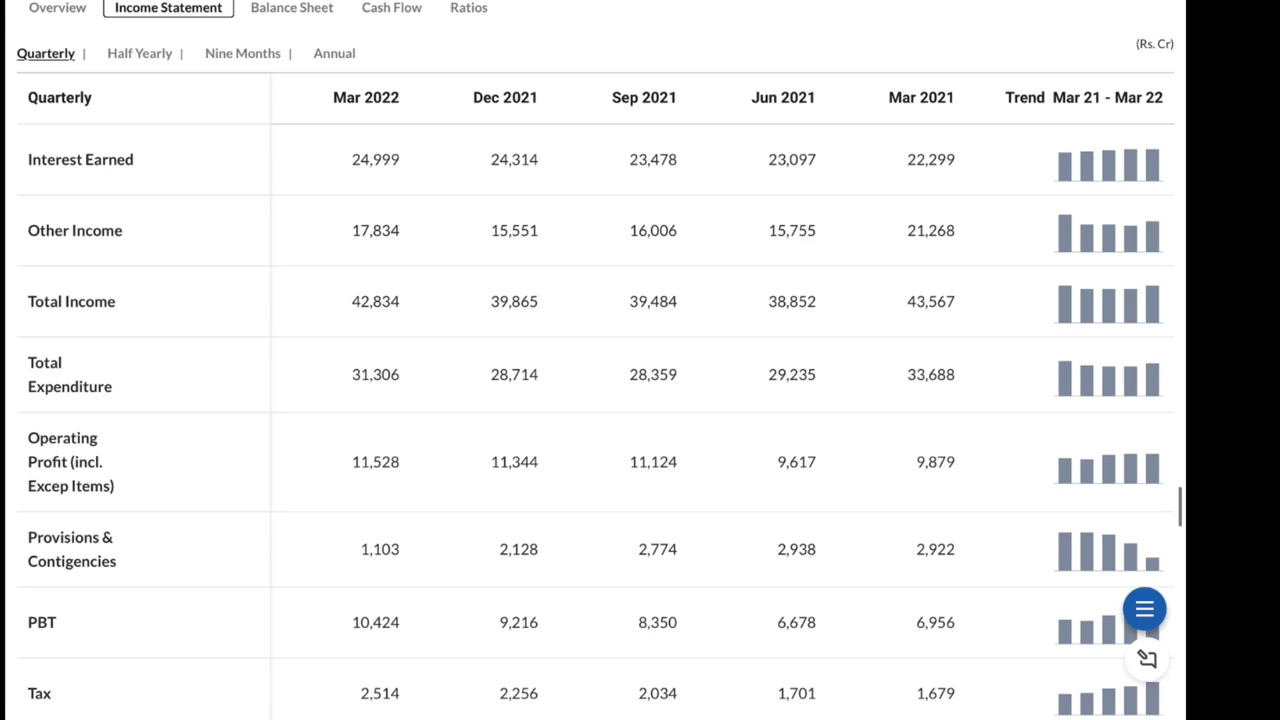 Overview Income Statement Balance Sheet Cash Flow Ratios
Quarterly | Half Yearly | Nine Months | Annual
(Rs. Cr)
Quarterly Mar 2022 Dec 2021 Sep 2021 Jun 2021 Mar 2021 Trend Mar 21 - Mar 22
Interest Earned 24,999 24,314 23,478 23,097 22,299
Other Income 17,834 15,551 16,006 15,755 21,268
Total Income 42,834 39,865 39,484 38,852 43,567
Total
Expenditure 31,306 28,714 28,359 29,235 33,688
Operating
Profit (incl.
Excep Items) 11,528 11,344 11,124 9,617 9,879
Provisions &
Contigencies 1,103 2,128 2,774 2,938 2,922
PBT 10,424 9,216 8,350 6,678 6,956
Tax 2,514 2,256 2,034 1,701 1,679